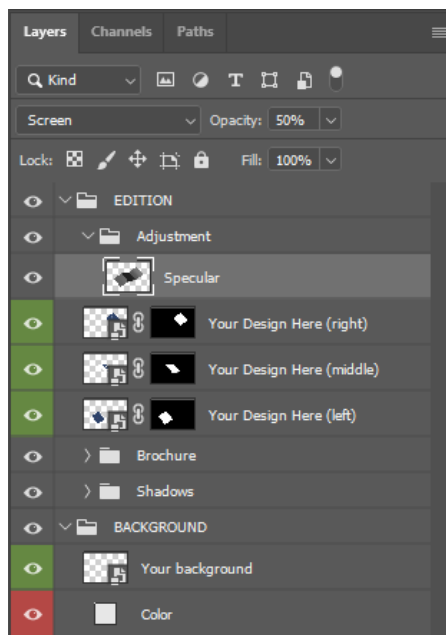 Layers Channels Paths
Kind
Screen Opacity: 50%
Lock: Fill: 100%
EDITION
Adjustment
Specular
Your Design Here (right)
Your Design Here (middle)
Your Design Here (left)
Brochure
Shadows
BACKGROUND
Your background
Color